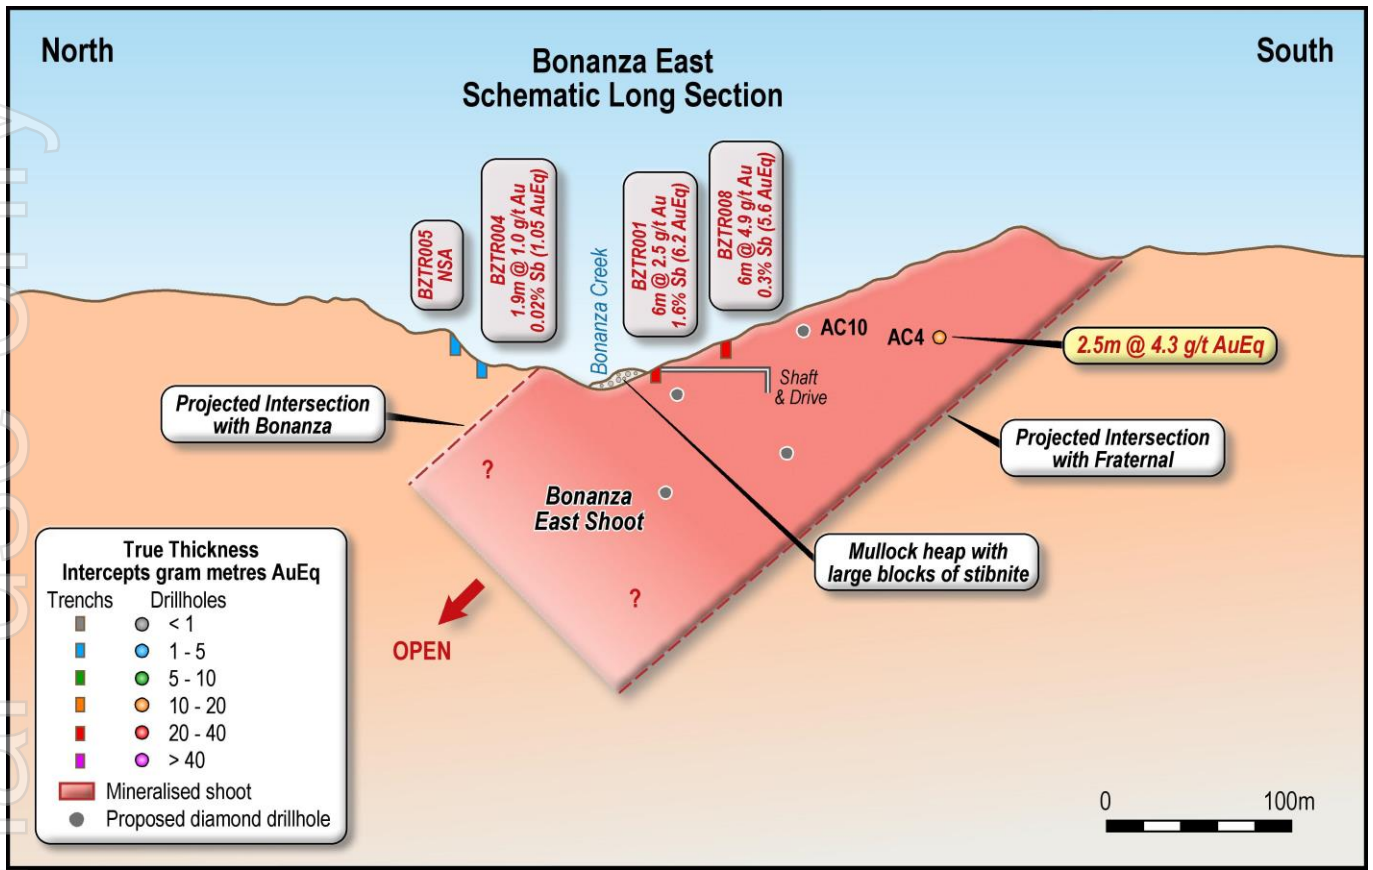 North
South
Bonanza East
Schematic Long Section
BZTR005
NSA
BZTR004
1.9m @ 1.0 g/t Au
0.02% Sb (1.05 AuEq)
Bonanza Creek
BZTR001
6m @ 2.5 g/t Au
1.6% Sb (6.2 AuEq)
BZTR008
6m @ 4.9 g/t Au
0.3% Sb (5.6 AuEq)
AC10
AC4
2.5m @ 4.3 g/t AuEq
Shaft
& Drive
Projected Intersection
with Bonanza
Projected Intersection
with Fraternal
?
Bonanza
East Shoot
Mullock heap with
large blocks of stibnite
?
OPEN
True Thickness
Intercepts gram metres AuEq
Trenchs Drillholes
< 1
1 - 5
5 - 10
10 - 20
20 - 40
> 40
Mineralised shoot
Proposed diamond drillhole
0 100m